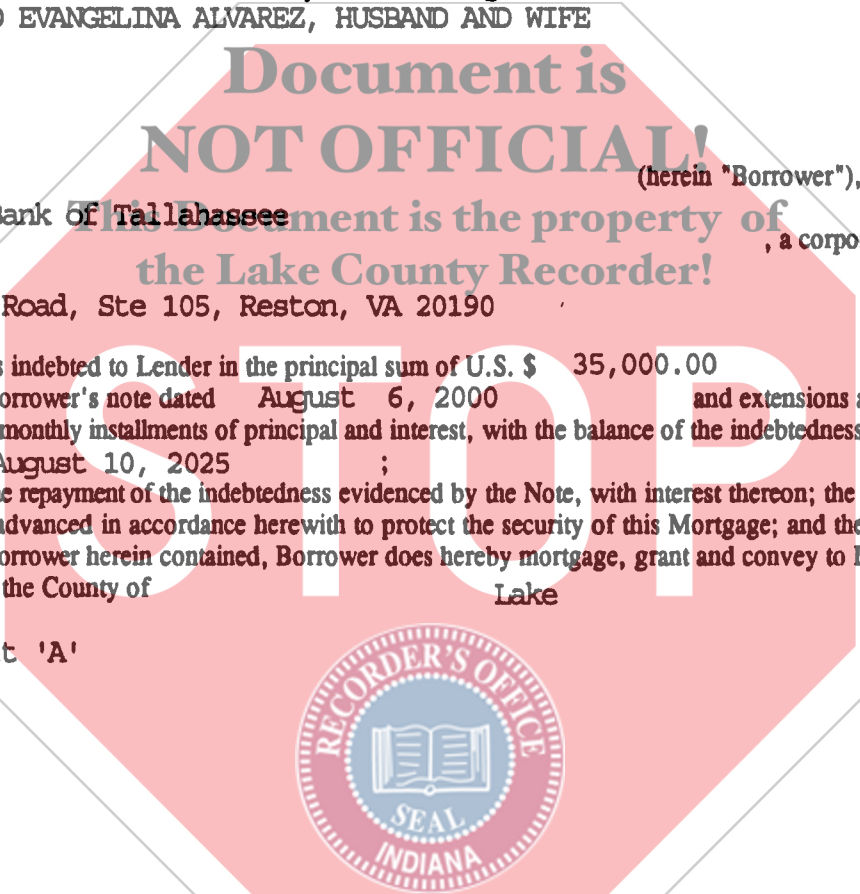 EVANGELINA ALVAREZ, HUSBAND AND WIFE
Document is
NOT OFFICIAL!
(herein "Borrower"),
Bank of Tallahassee
This Document is the property of
, a corpo
the Lake County Recorder!
Road, Ste 105, Reston, VA 20190
s indebted to Lender in the principal sum of U.S. $ 35,000.00
orrower's note dated August 6, 2000 and extensions a
monthly installments of principal and interest, with the balance of the indebtedness
August 10, 2025 ;
e repayment of the indebtedness evidenced by the Note, with interest thereon; the
advanced in accordance herewith to protect the security of this Mortgage; and the
orrower herein contained, Borrower does hereby mortgage, grant and convey to
the County of Lake
STOP
t 'A'
RECORDER'S OFFICE
SEAL
INDIANA